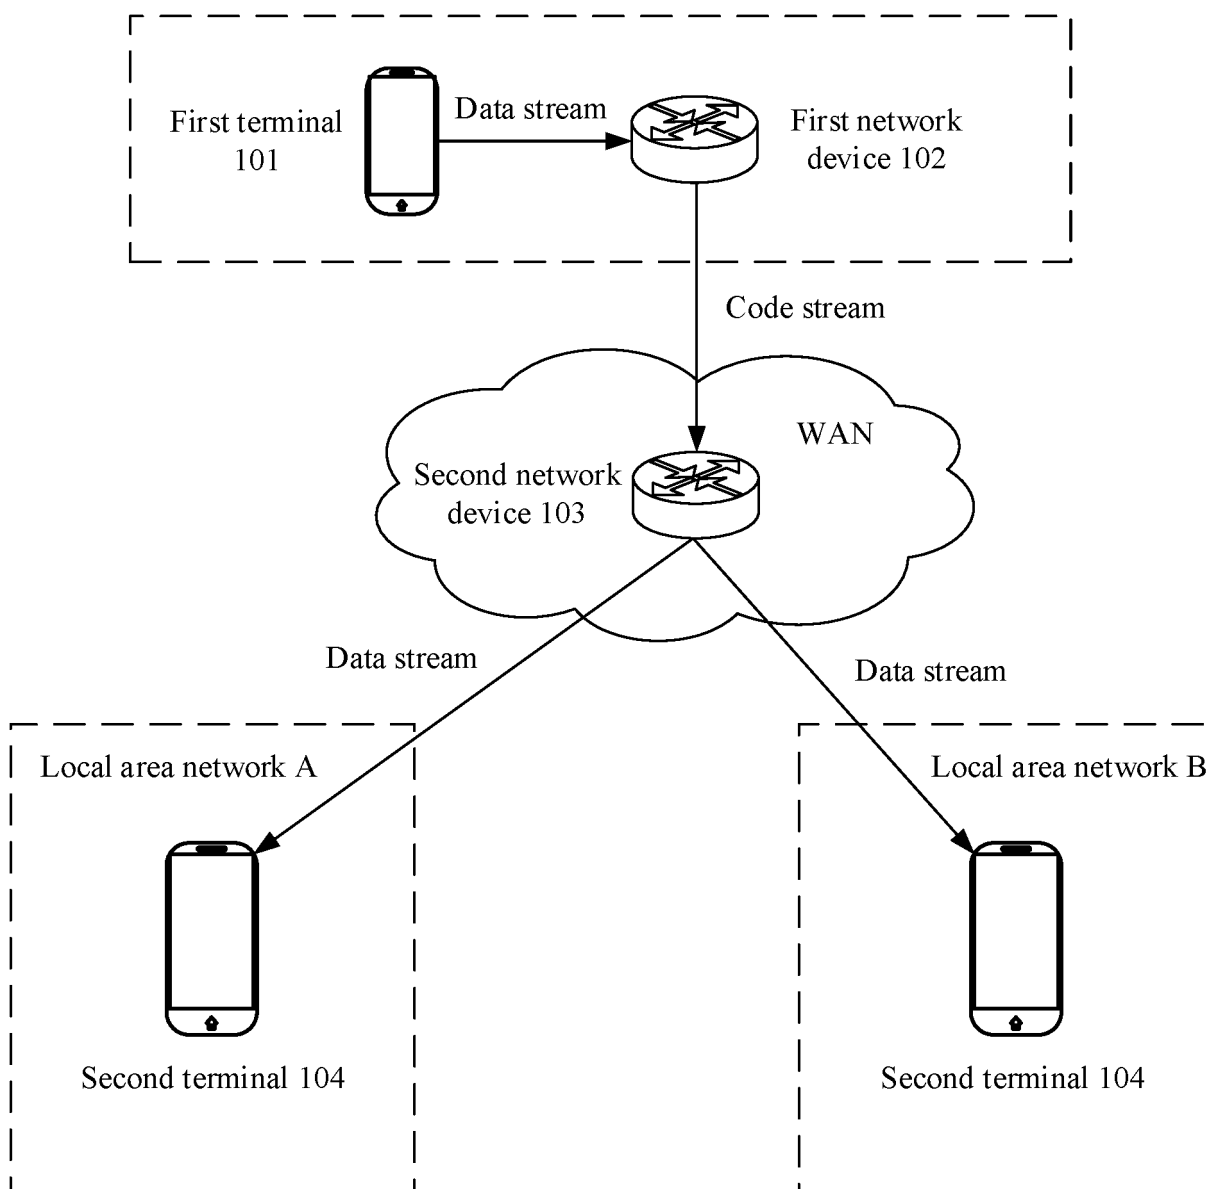 First terminal
101
Data stream
First network
device 102
Code stream
WAN
Second network
device 103
Data stream
Data stream
Local area network A
Local area network B
Second terminal 104
Second terminal 104